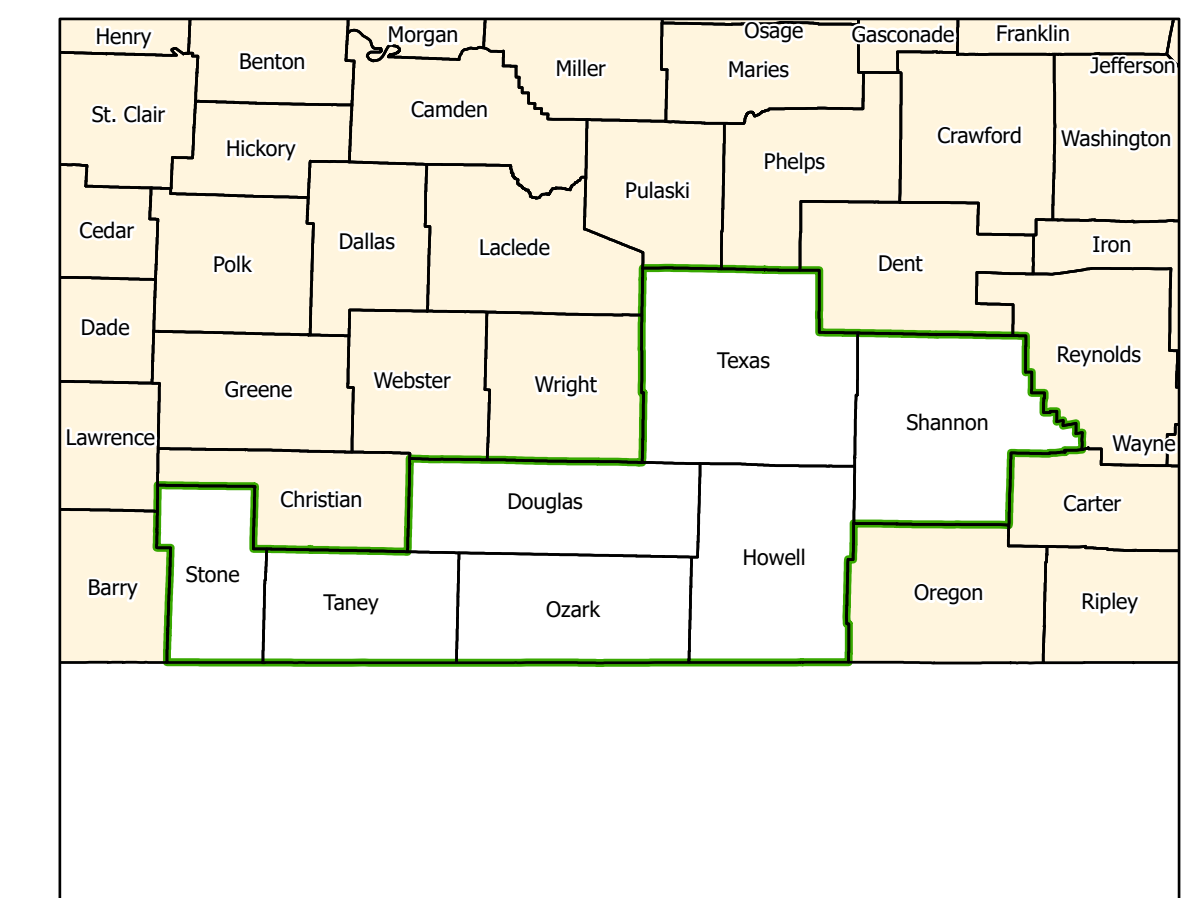 Henry
Morgan
Osage
Gasconade
Franklin
Benton
Miller
Maries
Jefferson
St. Clair
Camden
Crawford
Washington
Hickory
Phelps
Pulaski
Cedar
Dallas
Laclede
Iron
Polk
Dent
Dade
Texas
Reynolds
Greene
Webster
Wright
Shannon
Lawrence
Wayne
Christian
Douglas
Carter
Stone
Howell
Barry
Taney
Ozark
Oregon
Ripley